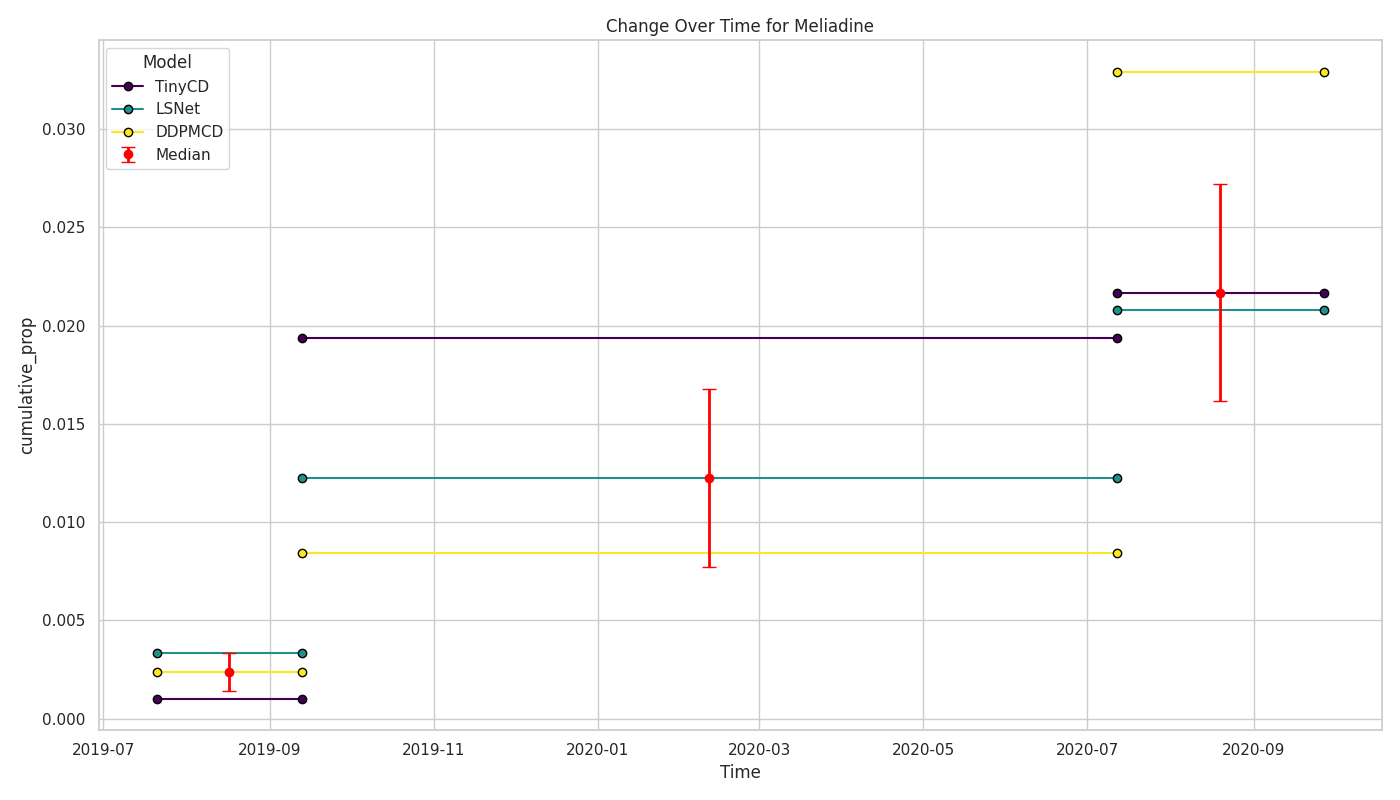 Change Over Time for Meliadine
Model
TinyCD
LSNet
DDPMCD
Median
cumulative_prop
0.030
0.025
0.020
0.015
0.010
0.005
0.000
2019-07
2019-09
2019-11
2020-01
2020-03
2020-05
2020-07
2020-09
Time